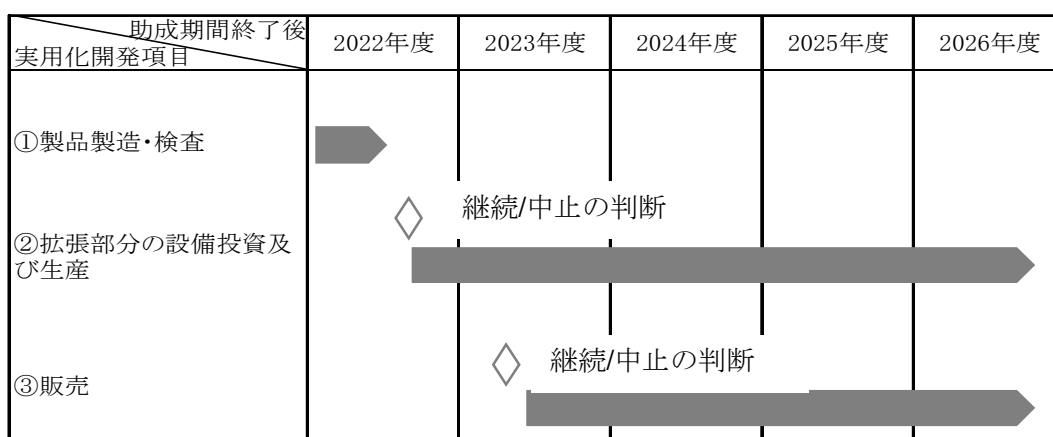 助成期間終了後
実用化開発項目
2022年度
2023年度
2024年度
2025年度
2026年度
①製品製造・検査
継続/中止の判断
②拡張部分の設備投資及
び生産
継続/中止の判断
③販売